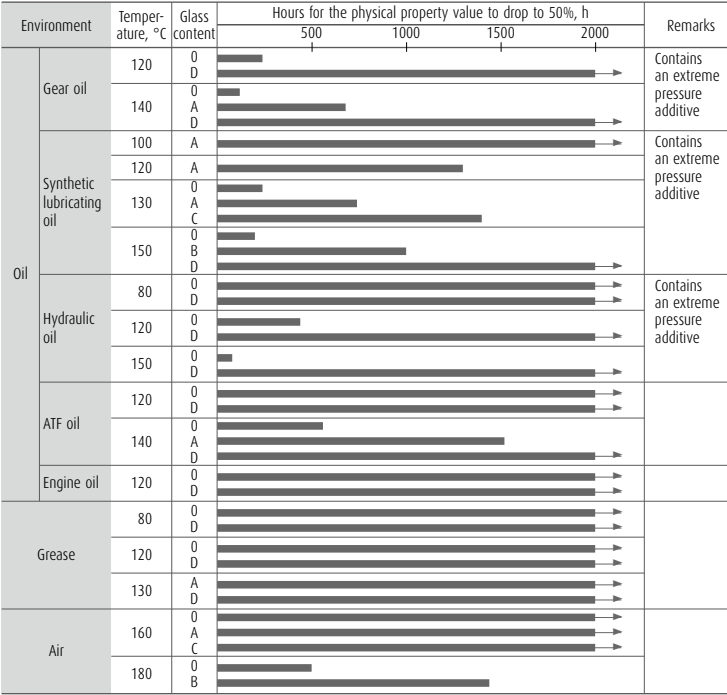 Environment
Temper-
ature, °C
Glass
content
Hours for the physical property value to drop to 50%, h
500 1000 1500 2000
Remarks
Oil
Gear oil
120
0
D
140
0
A
D
Contains
an extreme
pressure
additive
Synthetic
lubricating
oil
100
A
120
A
130
0
A
C
150
0
B
D
Contains
an extreme
pressure
additive
Hydraulic
oil
80
0
D
120
0
D
150
0
D
Contains
an extreme
pressure
additive
ATF oil
120
0
D
140
0
A
D
Engine oil
120
0
D
Grease
80
0
D
120
0
D
130
A
D
Air
160
0
A
C
180
0
B